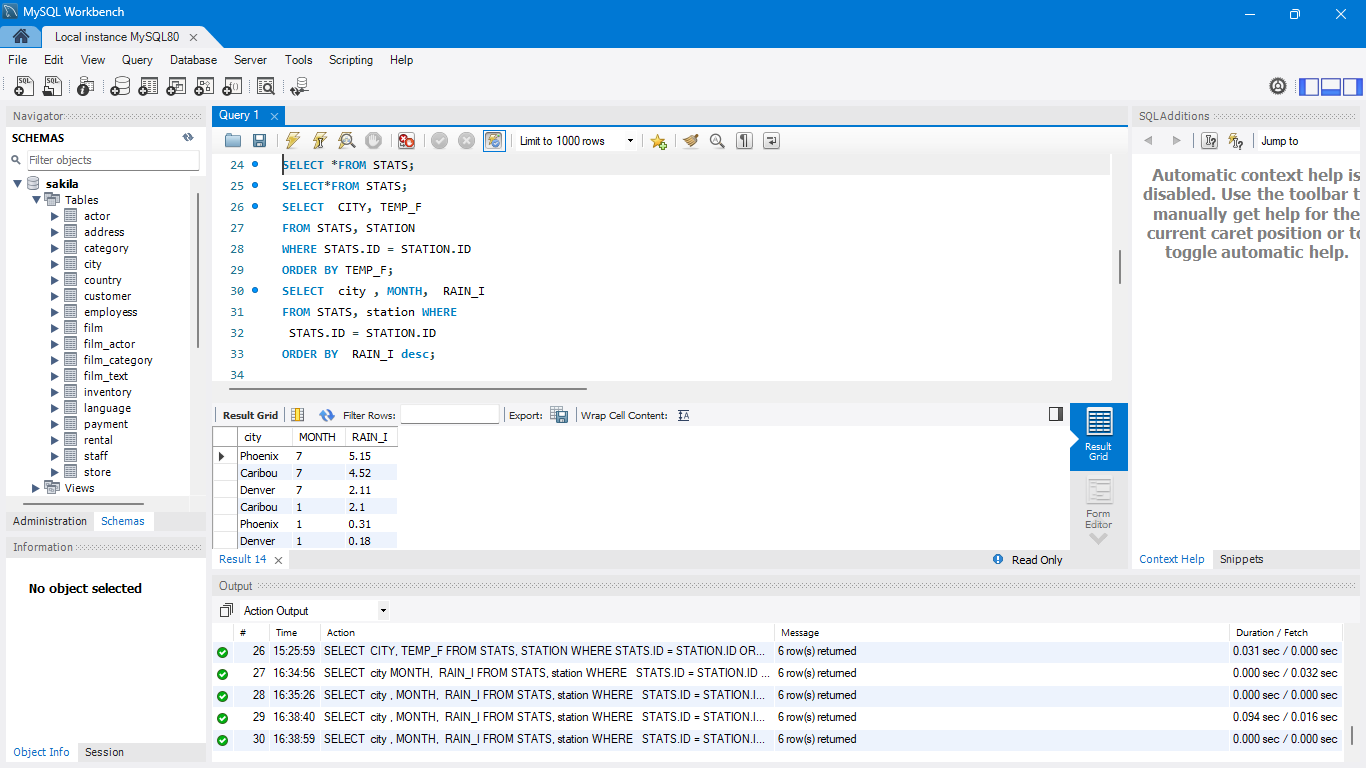 MySQL Workbench
Local instance MySQL80
File Edit View Query Database Server Tools Scripting Help
Navigator
SCHEMAS
Filter objects
sakila
Tables
actor
address
category
city
country
customer
employess
film
film_actor
film_category
film_text
inventory
language
payment
rental
staff
store
Views
Administration Schemas
Information
No object selected
Object Info Session
Query 1
Limit to 1000 rows
24 SELECT *FROM STATS;
25 SELECT*FROM STATS;
26 SELECT  CITY, TEMP_F
27 FROM STATS, STATION
28 WHERE STATS.ID = STATION.ID
29 ORDER BY TEMP_F;
30 SELECT  city , MONTH,  RAIN_I
31 FROM STATS, station WHERE
32  STATS.ID = STATION.ID
33 ORDER BY  RAIN_I desc;
34
Result Grid Filter Rows: Export: Wrap Cell Content:
city MONTH RAIN_I
Phoenix 7 5.15
Caribou 7 4.52
Denver 7 2.11
Caribou 1 2.1
Phoenix 1 0.31
Denver 1 0.18
Result Grid
Form Editor
Result 14
Read Only
SQLAdditions
Jump to
Automatic context help is
disabled. Use the toolbar t
manually get help for the
current caret position or to
toggle automatic help.
Context Help Snippets
Output
Action Output
# Time Action Message Duration / Fetch
26 15:25:59 SELECT  CITY, TEMP_F FROM STATS, STATION WHERE STATS.ID = STATION.ID OR... 6 row(s) returned 0.031 sec / 0.000 sec
27 16:34:56 SELECT  city MONTH,  RAIN_I FROM STATS, station WHERE   STATS.ID = STATION.ID ... 6 row(s) returned 0.000 sec / 0.032 sec
28 16:35:26 SELECT  city , MONTH,  RAIN_I FROM STATS, station WHERE   STATS.ID = STATION.I... 6 row(s) returned 0.000 sec / 0.000 sec
29 16:38:40 SELECT  city , MONTH,  RAIN_I FROM STATS, station WHERE   STATS.ID = STATION.I... 6 row(s) returned 0.094 sec / 0.016 sec
30 16:38:59 SELECT  city , MONTH,  RAIN_I FROM STATS, station WHERE   STATS.ID = STATION.I... 6 row(s) returned 0.000 sec / 0.000 sec